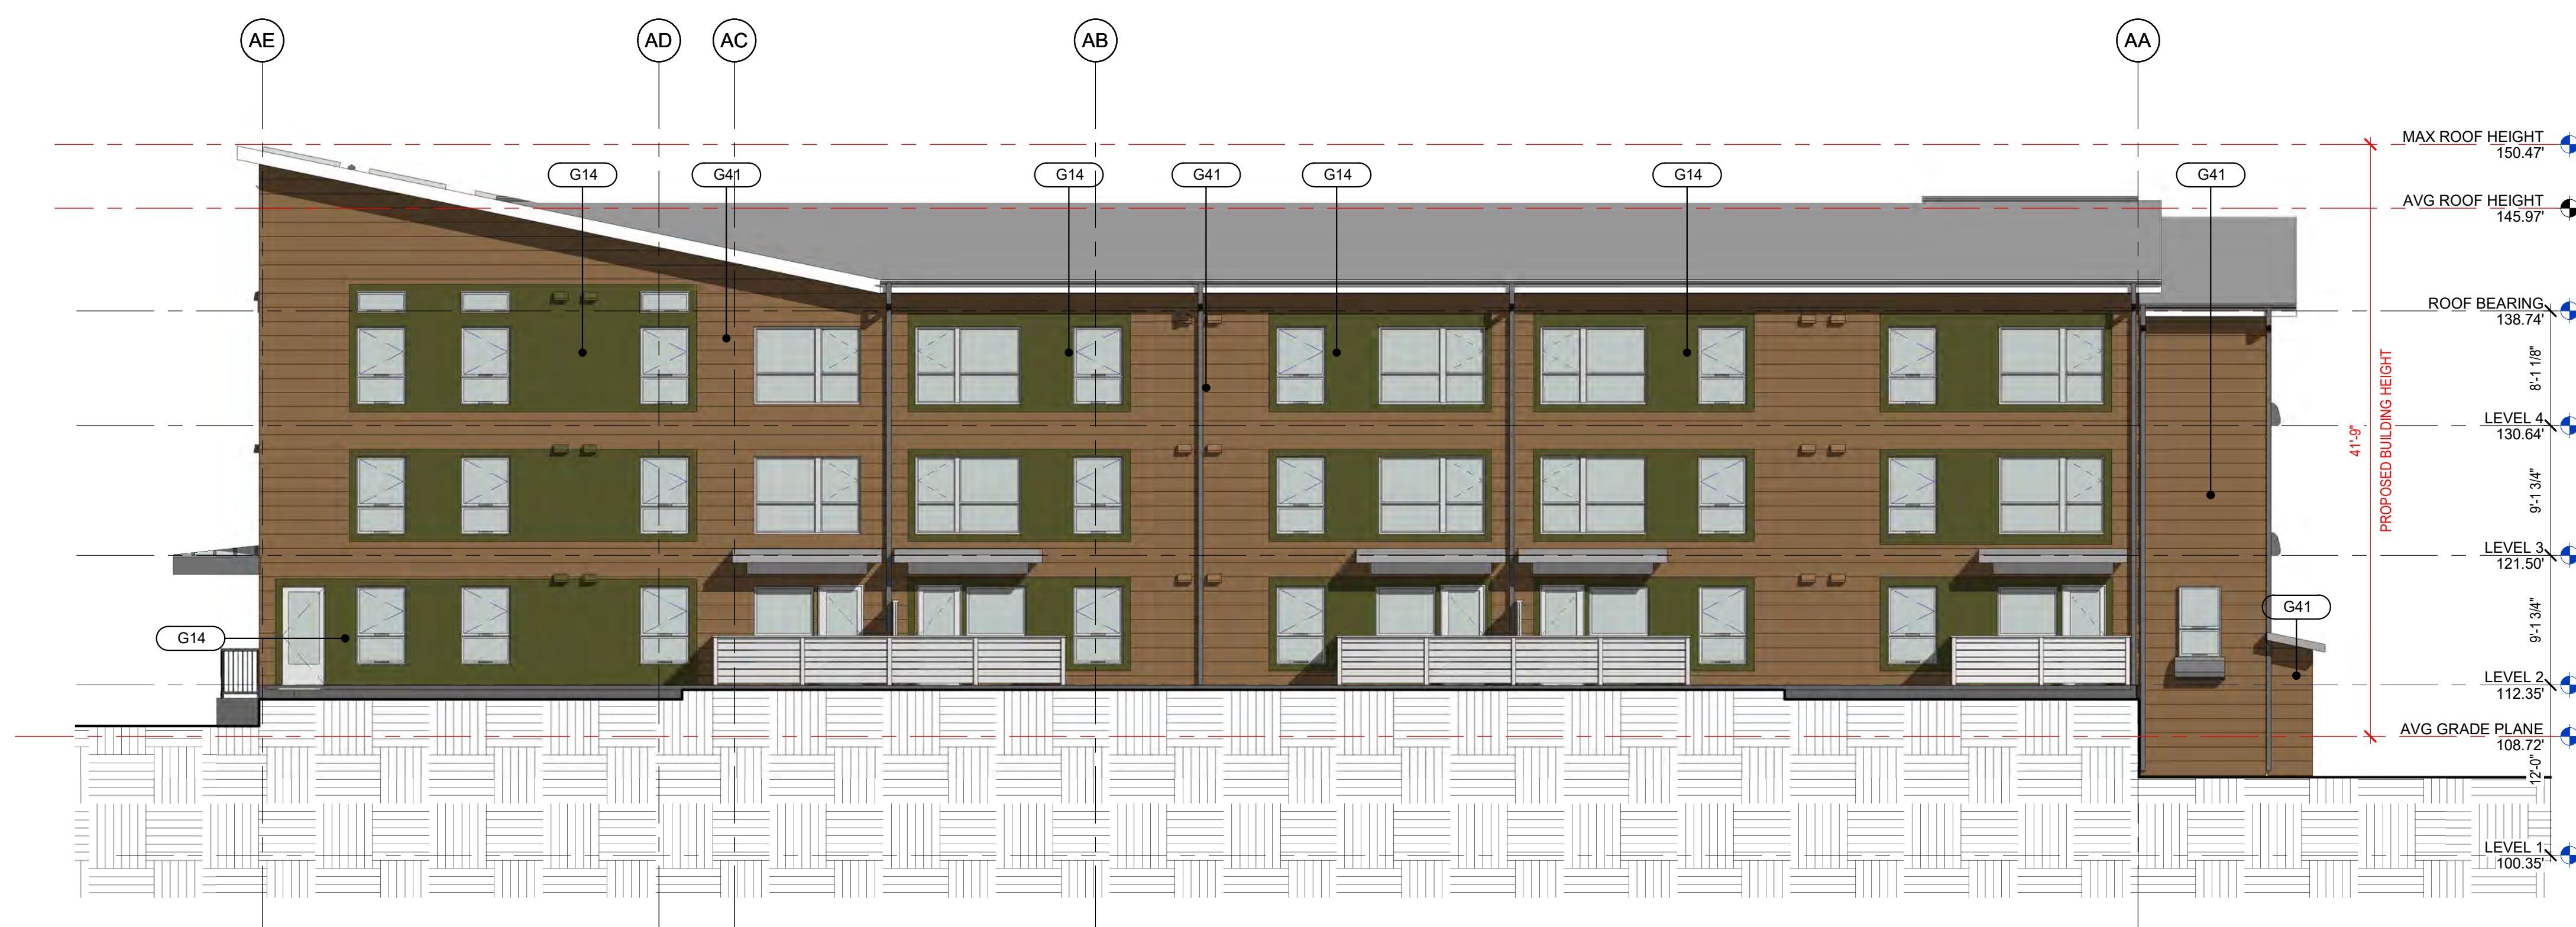 AE
AD
AC
AB
AA
MAX ROOF HEIGHT
150.47'
G14
G41
G14
G41
G14
G14
G41
AVG ROOF HEIGHT
145.97'
ROOF BEARING
138.74'
8'-1 1/8"
PROPOSED BUILDING HEIGHT
41'-9"
LEVEL 4
130.64'
9'-1 3/4"
LEVEL 3
121.50'
9'-1 3/4"
G41
G14
LEVEL 2
112.35'
AVG GRADE PLANE
108.72'
12'-0"
LEVEL 1
100.35'